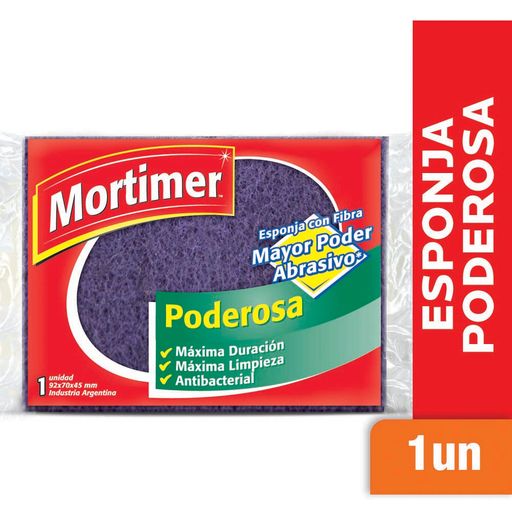 Mortimer
Esponja con Fibra
Mayor Poder
Abrasivo*
Poderosa
Máxima Duración
Máxima Limpieza
Antibacterial
1 unidad
92x70x45 mm
Industria Argentina
ESPONJA
PODEROSA
1un